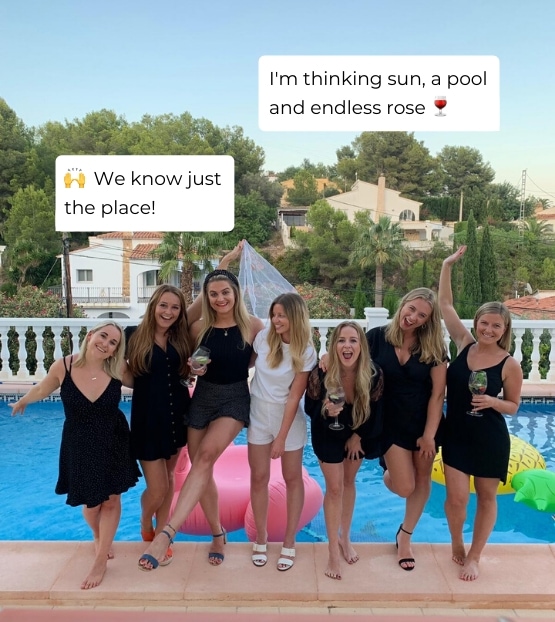 I'm thinking sun, a pool
and endless rose 🍷
🙌 We know just
the place!